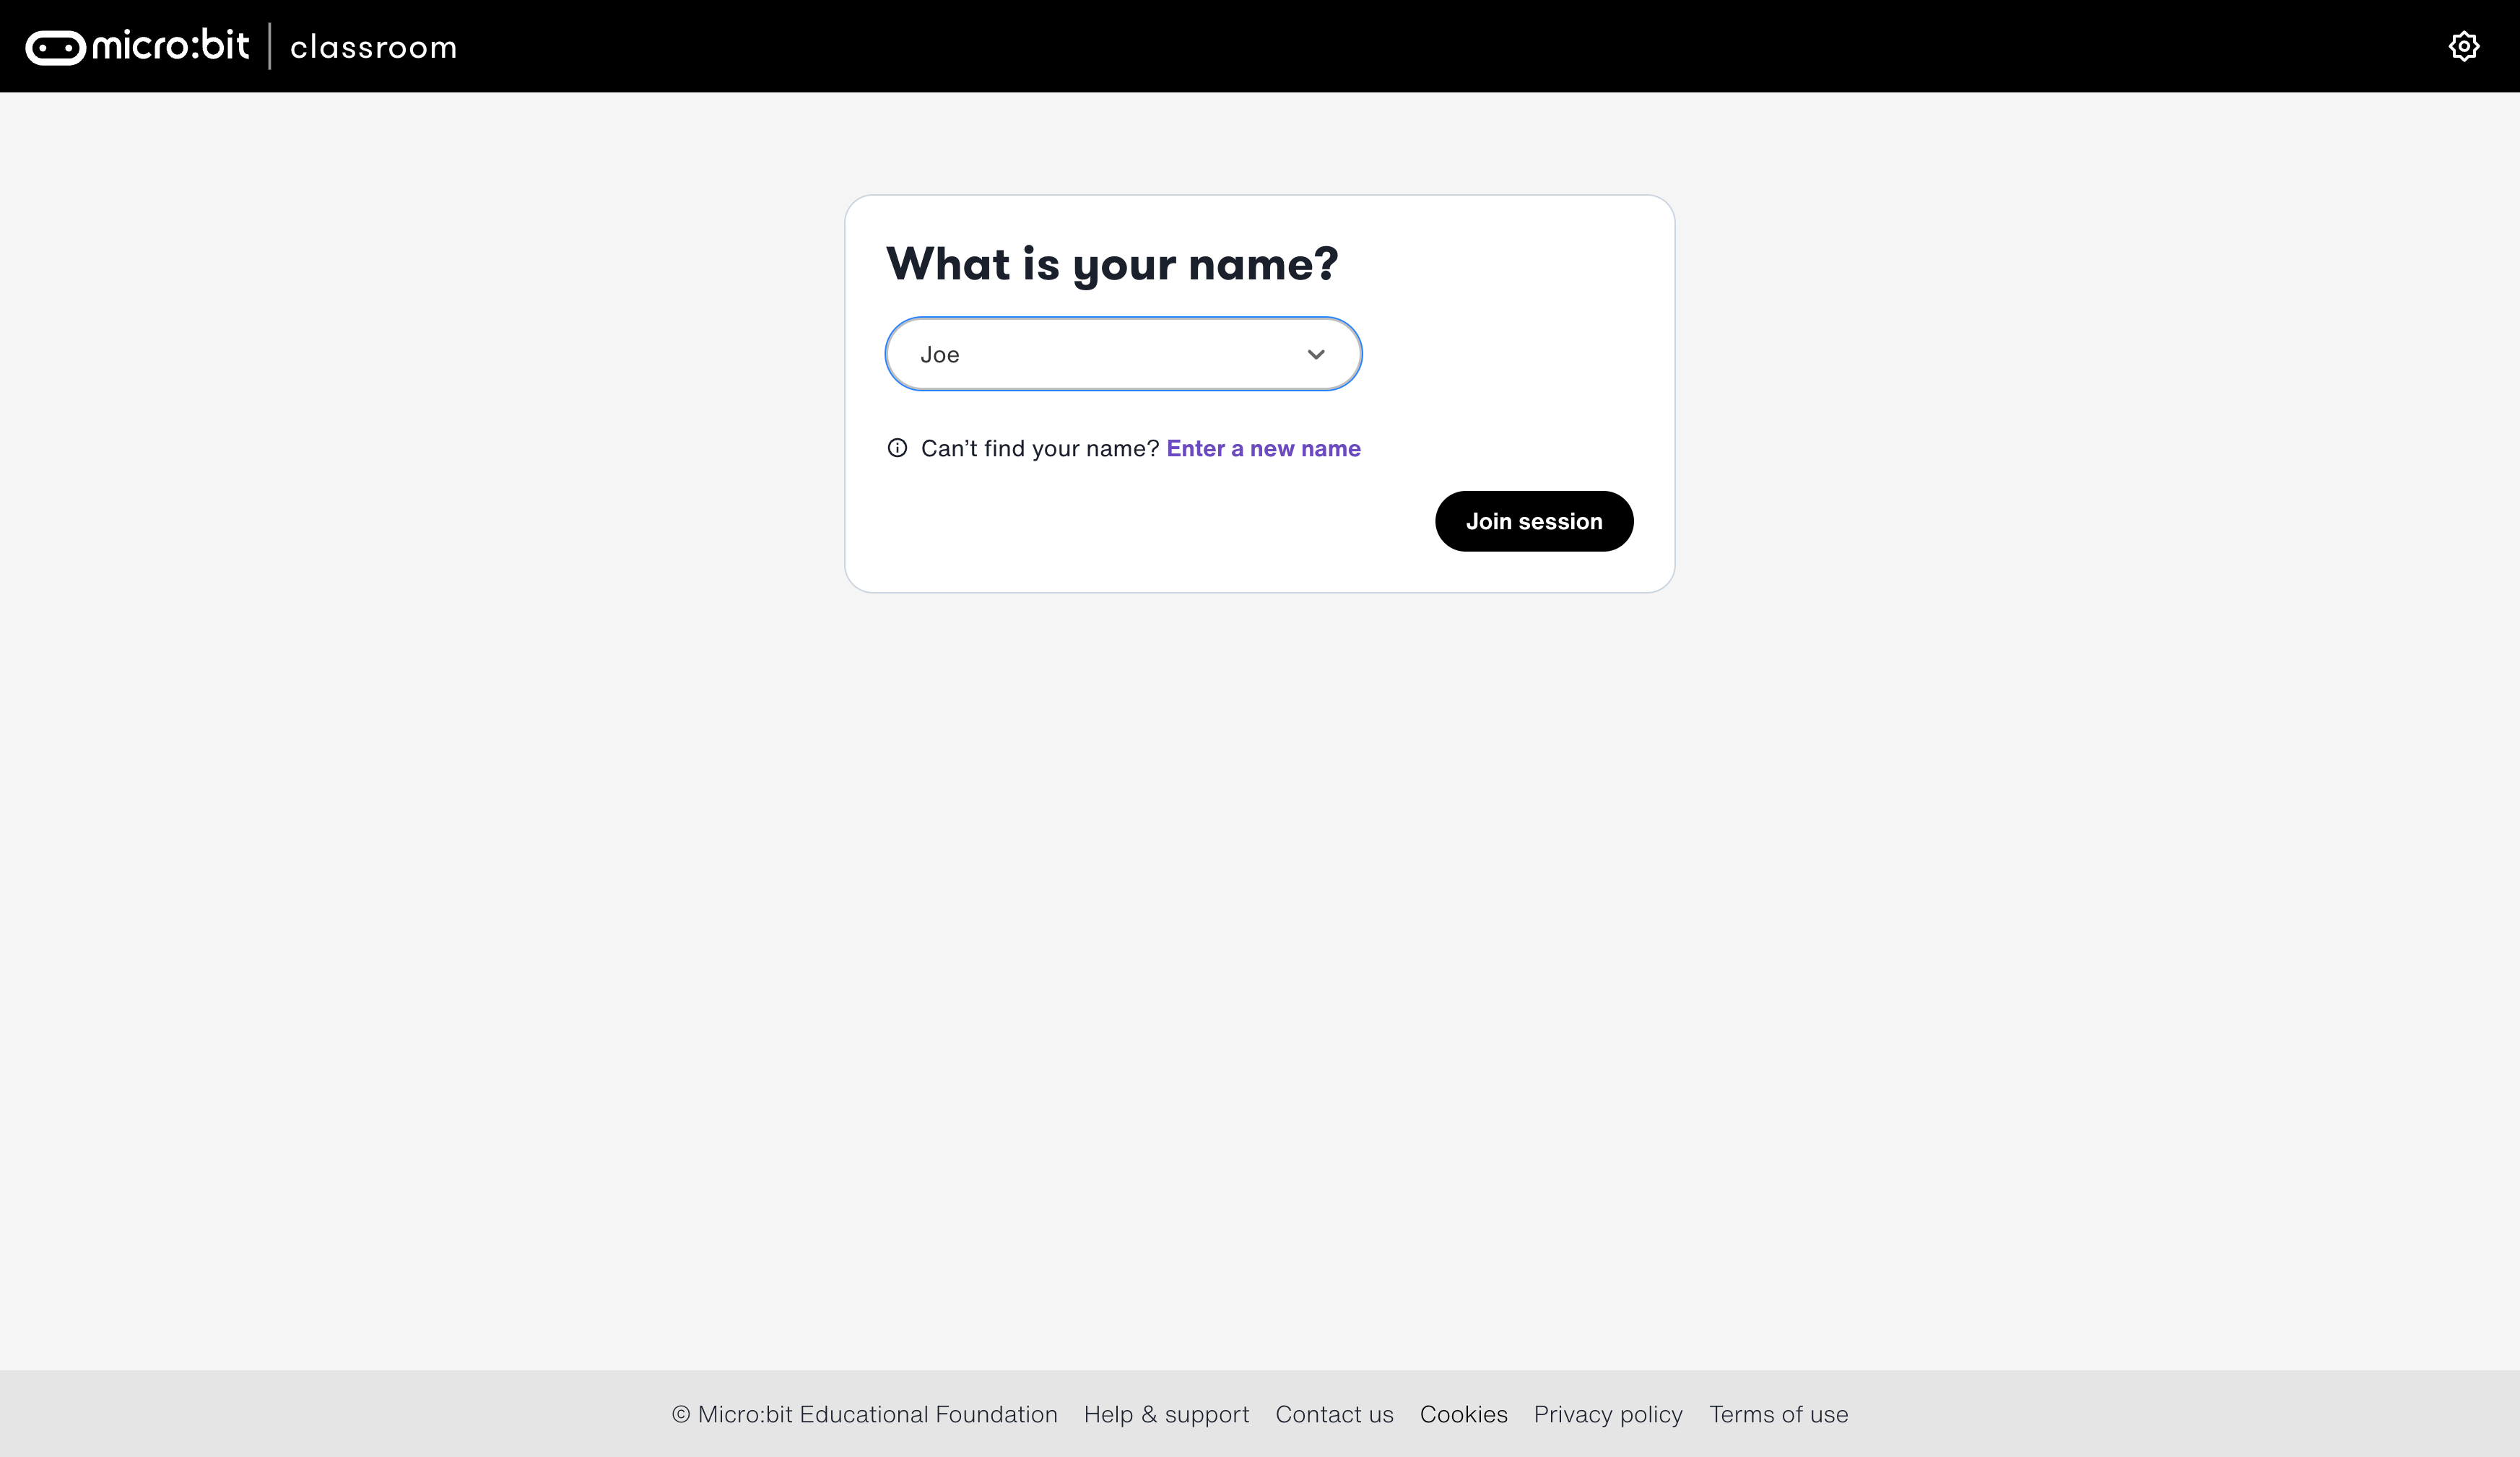 micro:bit classroom
What is your name?
Joe
Can’t find your name? Enter a new name
Join session
© Micro:bit Educational Foundation Help & support Contact us Cookies Privacy policy Terms of use